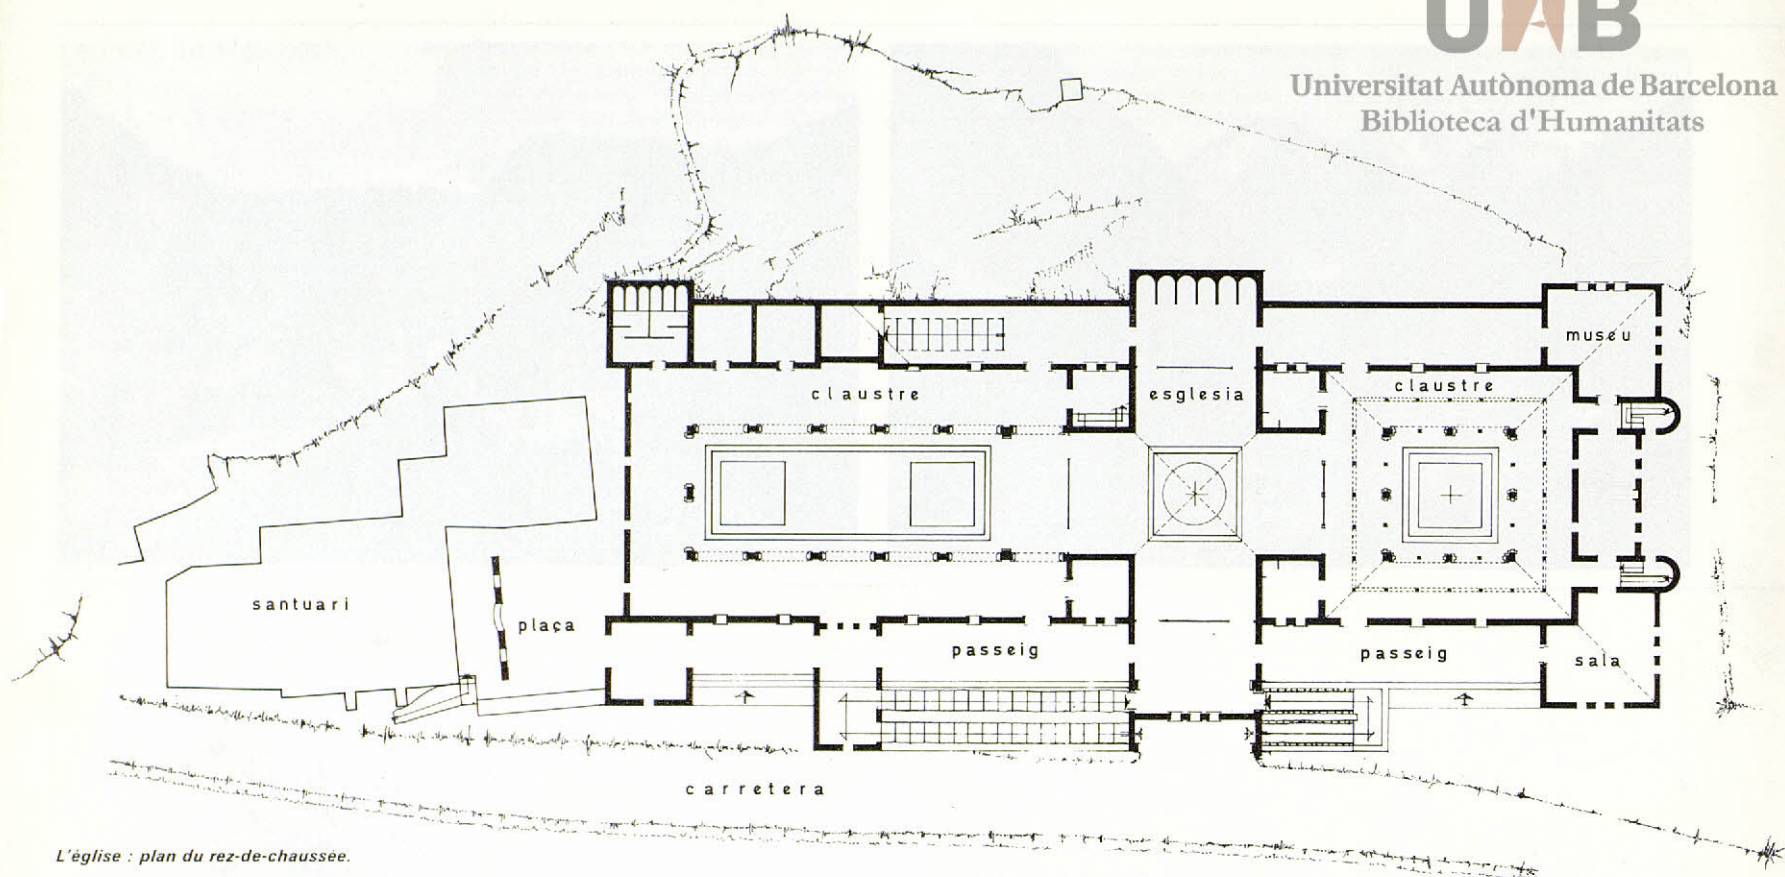 UAB
Universitat Autònoma de Barcelona
Biblioteca d'Humanitats
museu
claustre
esglesia
claustre
santuari
plaça
passeig
passeig
sala
carretera
L'église : plan du rez-de-chaussée.